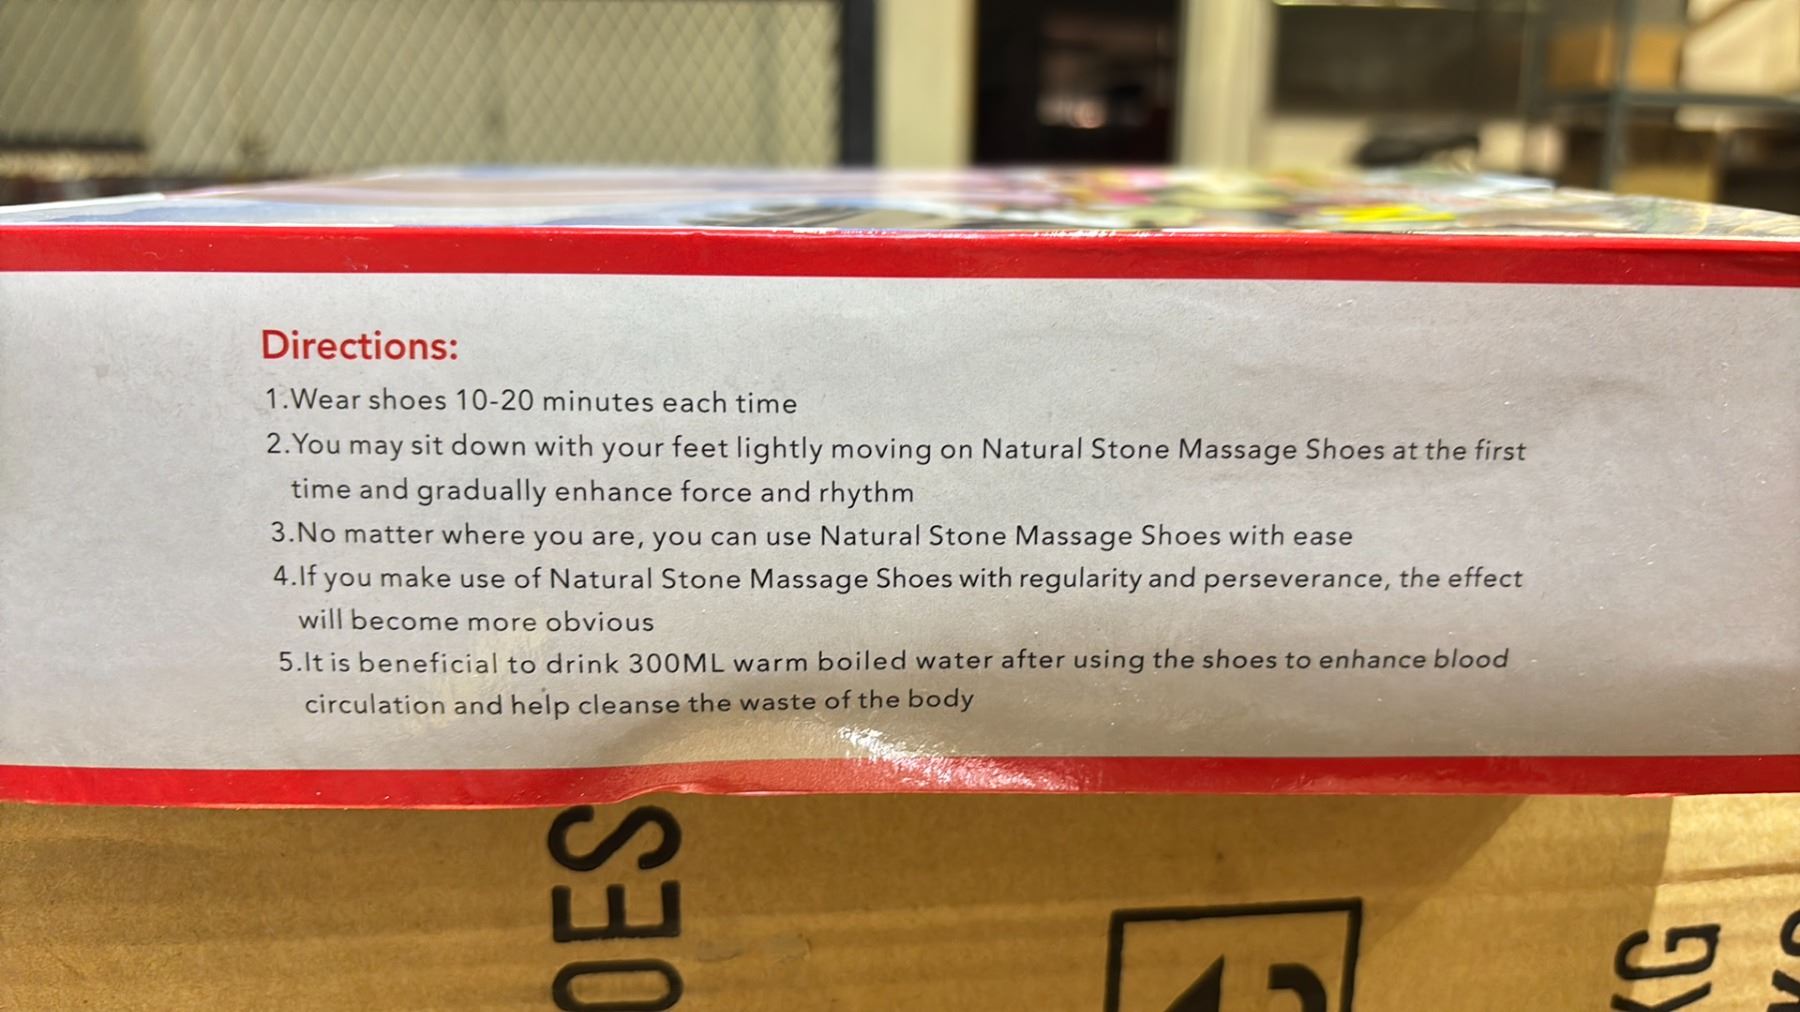 Directions:
1.Wear shoes 10-20 minutes each time
2.You may sit down with your feet lightly moving on Natural Stone Massage Shoes at the first
time and gradually enhance force and rhythm
3.No matter where you are, you can use Natural Stone Massage Shoes with ease
4.If you make use of Natural Stone Massage Shoes with regularity and perseverance, the effect
will become more obvious
5.It is beneficial to drink 300ML warm boiled water after using the shoes to enhance blood
circulation and help cleanse the waste of the body
OES
KG